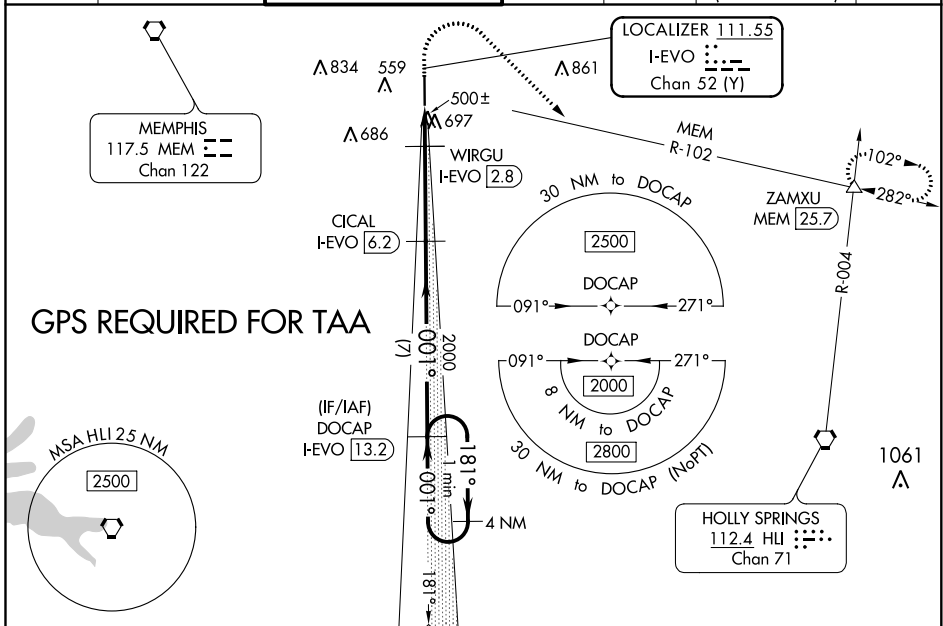 LOCALIZER 111.55
I-EVO
Chan 52 (Y)
834
559
861
500±
697
686
MEMPHIS
117.5 MEM
Chan 122
WIRGU
I-EVO 2.8
MEM
R-102
102°
282°
ZAMXU
MEM 25.7
CICAL
I-EVO 6.2
30 NM to DOCAP
2500
DOCAP
091°
271°
R-004
GPS REQUIRED FOR TAA
001°
2000
(7)
DOCAP
091°
271°
2000
8 NM to DOCAP
2800
30 NM to DOCAP (NoPT)
(IF/IAF)
DOCAP
I-EVO 13.2
181°
1 min
001°
4 NM
181°
MSA HLI 25 NM
2500
1061
HOLLY SPRINGS
112.4 HLI
Chan 71